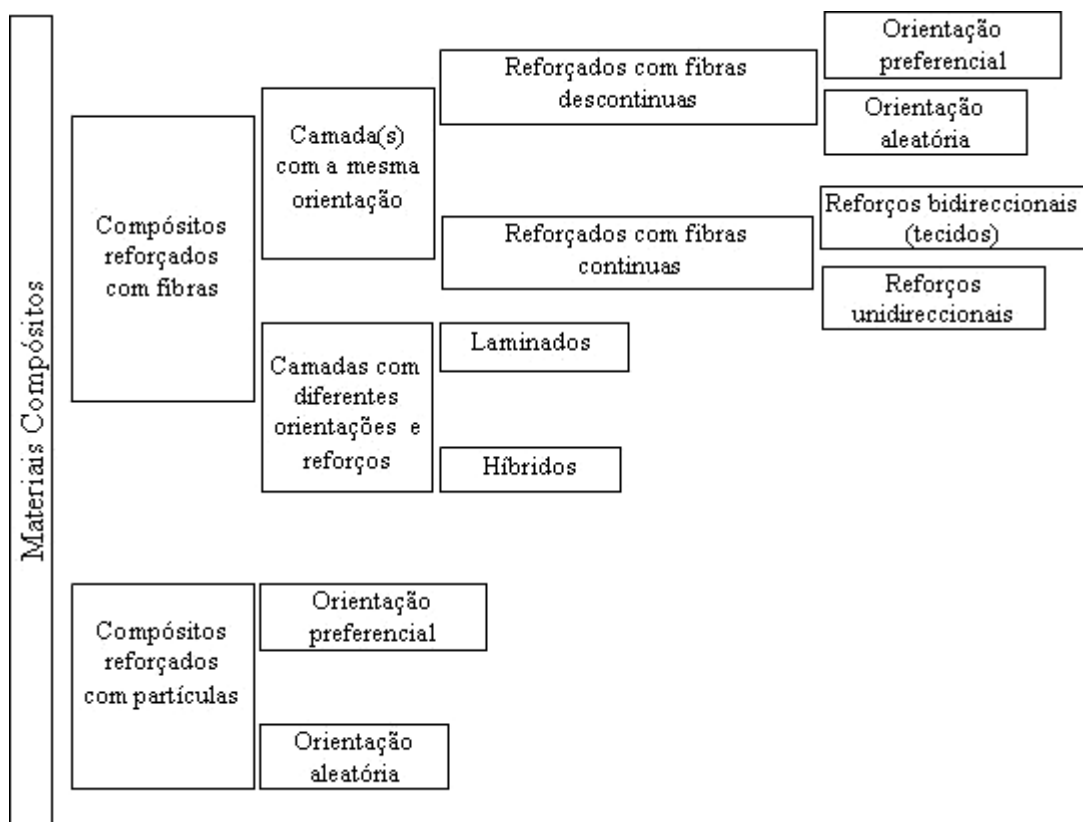 Materiais Compósitos
Compósitos
reforçados
com fibras
Camada(s)
com a mesma
orientação
Reforçados com fibras
descontinuas
Orientação
preferencial
Orientação
aleatória
Reforçados com fibras
continuas
Reforços bidireccionais
(tecidos)
Reforços
unidireccionais
Camadas com
diferentes
orientações e
reforços
Laminados
Híbridos
Compósitos
reforçados
com partículas
Orientação
preferencial
Orientação
aleatória